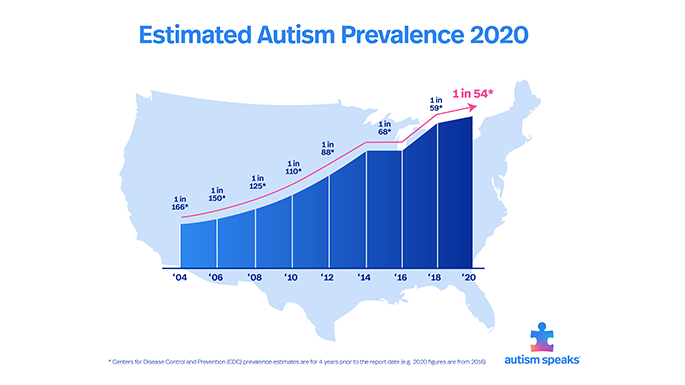 Estimated Autism Prevalence 2020
1 in
166*
1 in
150*
1 in
125*
1 in
110*
1 in
88*
1 in
68*
1 in
59*
1 in 54*
'04 '06 '08 '10 '12 '14 '16 '18 '20
autism speaks
* Centers for Disease Control and Prevention (CDC) prevalence estimates are for 4 years prior to the report date (e.g. 2020 figures are from 2016)